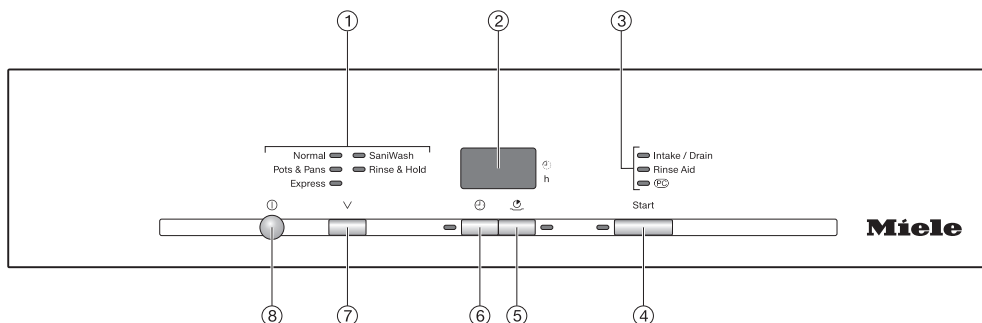 ① ② ③
Normal SaniWash
Pots & Pans Rinse & Hold
Express
h
Intake / Drain
Rinse Aid
PC
Start
Miele
⑧ ⑦ ⑥ ⑤ ④